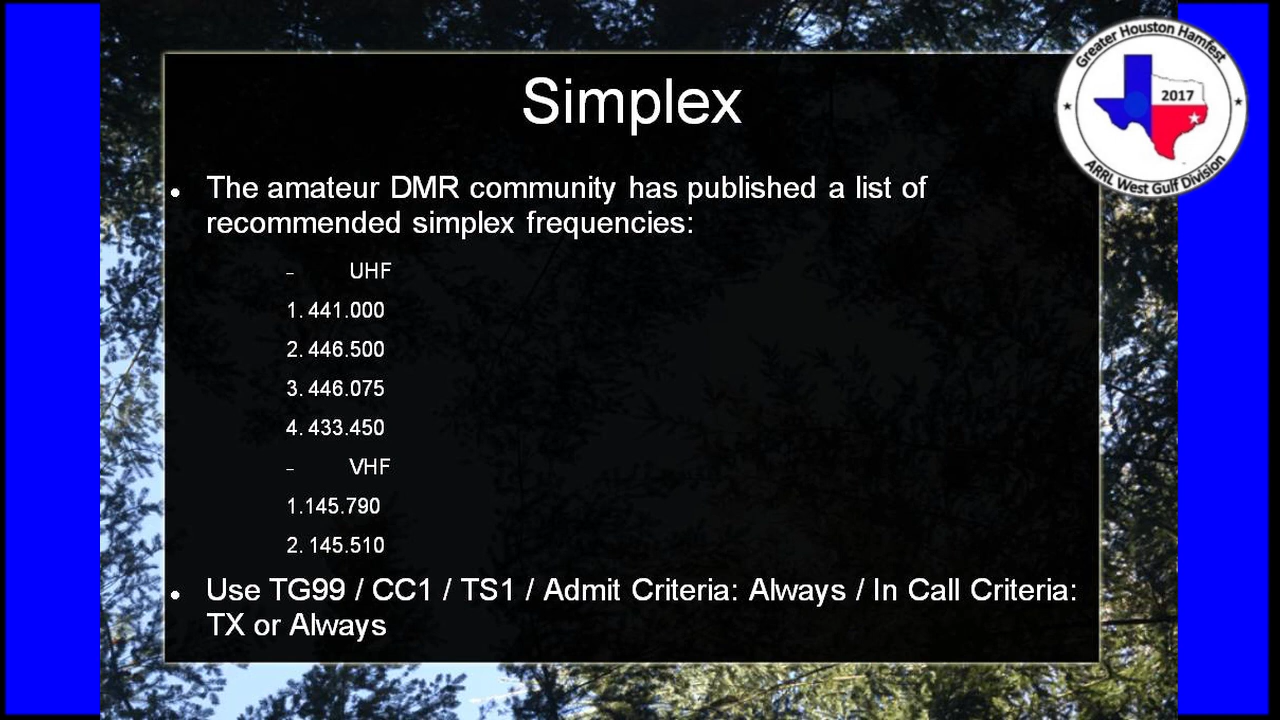 Simplex
• The amateur DMR community has published a list of
recommended simplex frequencies:
– UHF
1. 441.000
2. 446.500
3. 446.075
4. 433.450
– VHF
1.145.790
2. 145.510
• Use TG99 / CC1 / TS1 / Admit Criteria: Always / In Call Criteria:
TX or Always
Greater Houston Hamfest
2017
ARRL West Gulf Division